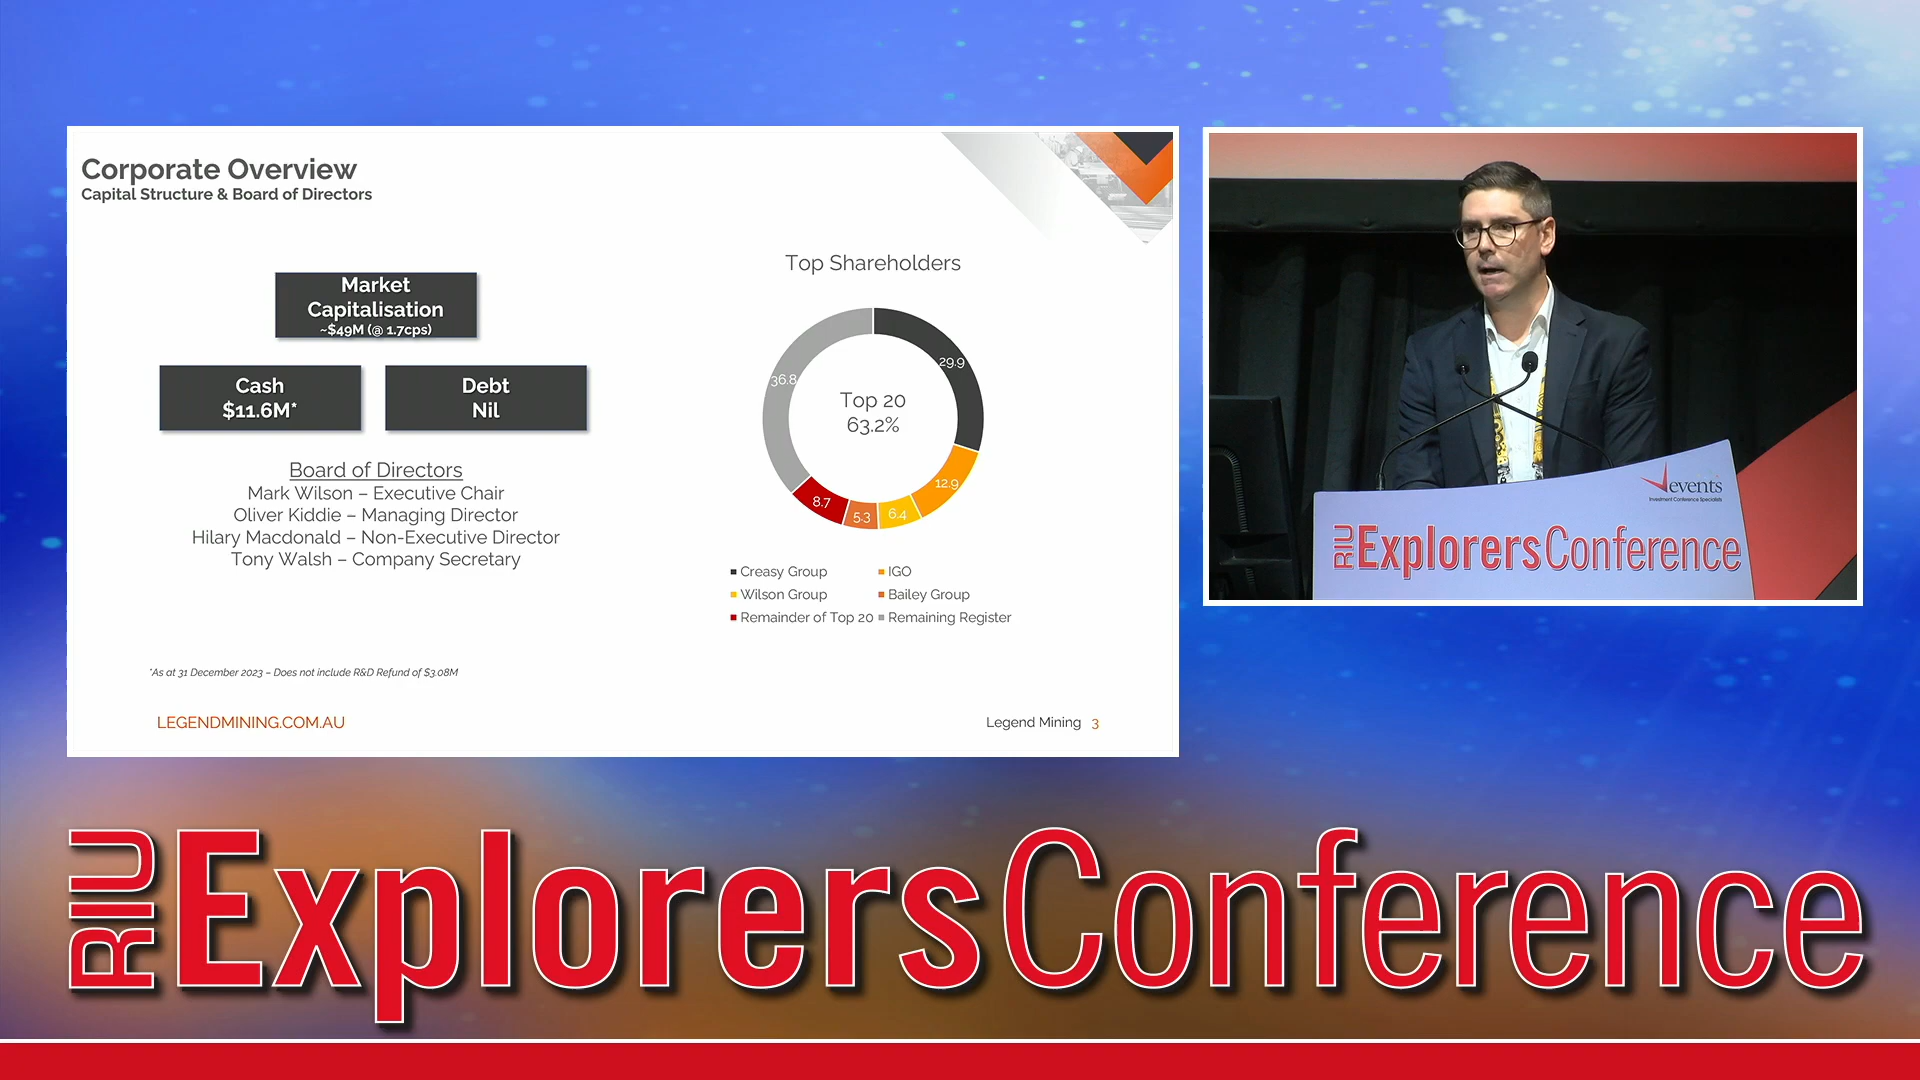 Corporate Overview
Capital Structure & Board of Directors
Market
Capitalisation
~$49M (@ 1.7cps)
Cash
$11.6M*
Debt
Nil
Board of Directors
Mark Wilson – Executive Chair
Oliver Kiddie – Managing Director
Hilary Macdonald – Non-Executive Director
Tony Walsh – Company Secretary
*As at 31 December 2023 – Does not include R&D Refund of $3.08M
LEGENDMINING.COM.AU
Top Shareholders
29.9
12.9
6.4
5.3
8.7
36.8
Top 20
63.2%
Creasy Group
IGO
Wilson Group
Bailey Group
Remainder of Top 20
Remaining Register
Legend Mining 3
events
Investment Conference Specialists
RIU ExplorersConference
RIU ExplorersConference